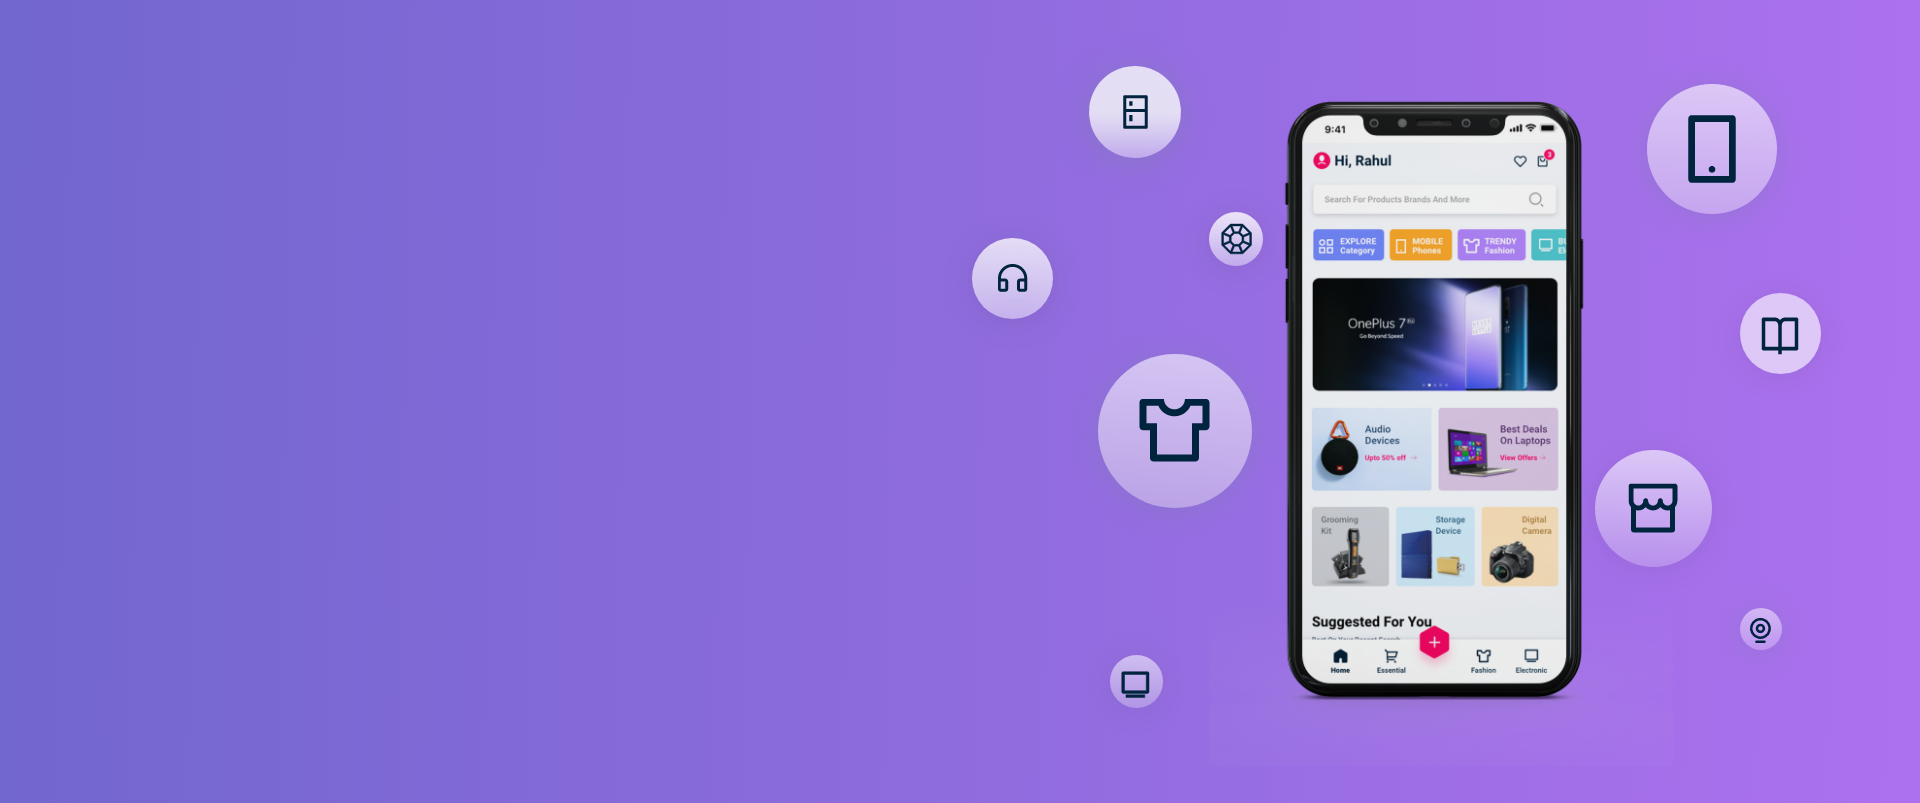 9:41
Hi, Rahul
3
Search For Products Brands And More
EXPLORE
Category
MOBILE
Phones
TRENDY
Fashion
OnePlus 7
Go Beyond Speed
Audio
Devices
Upto 50% off →
Best Deals
On Laptops
View Offers →
Grooming
Kit
Storage
Device
Digital
Camera
Suggested For You
Home
Essential
+
Fashion
Electronic